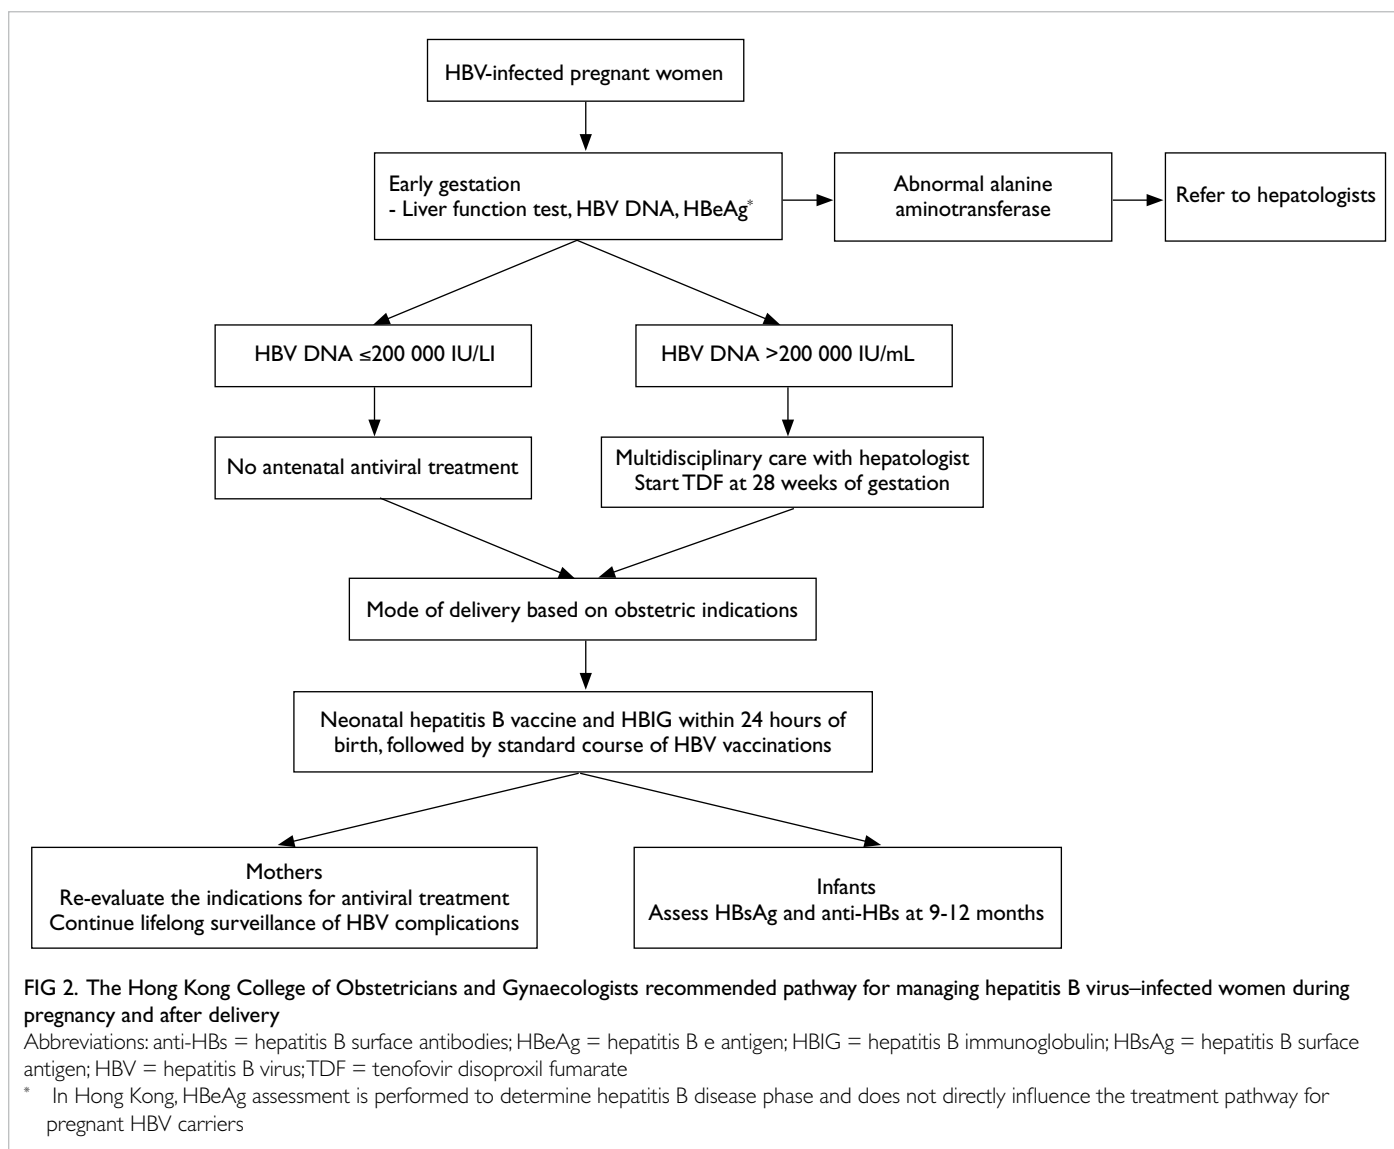 HBV-infected pregnant women
Early gestation
- Liver function test, HBV DNA, HBeAg*
Abnormal alanine
aminotransferase
Refer to hepatologists
HBV DNA ≤200 000 IU/LI
HBV DNA >200 000 IU/mL
No antenatal antiviral treatment
Multidisciplinary care with hepatologist
Start TDF at 28 weeks of gestation
Mode of delivery based on obstetric indications
Neonatal hepatitis B vaccine and HBIG within 24 hours of
birth, followed by standard course of HBV vaccinations
Mothers
Re-evaluate the indications for antiviral treatment
Continue lifelong surveillance of HBV complications
Infants
Assess HBsAg and anti-HBs at 9-12 months
FIG 2. The Hong Kong College of Obstetricians and Gynaecologists recommended pathway for managing hepatitis B virus–infected women during
pregnancy and after delivery
Abbreviations: anti-HBs = hepatitis B surface antibodies; HBeAg = hepatitis B e antigen; HBIG = hepatitis B immunoglobulin; HBsAg = hepatitis B surface
antigen; HBV = hepatitis B virus; TDF = tenofovir disoproxil fumarate
* In Hong Kong, HBeAg assessment is performed to determine hepatitis B disease phase and does not directly influence the treatment pathway for
pregnant HBV carriers